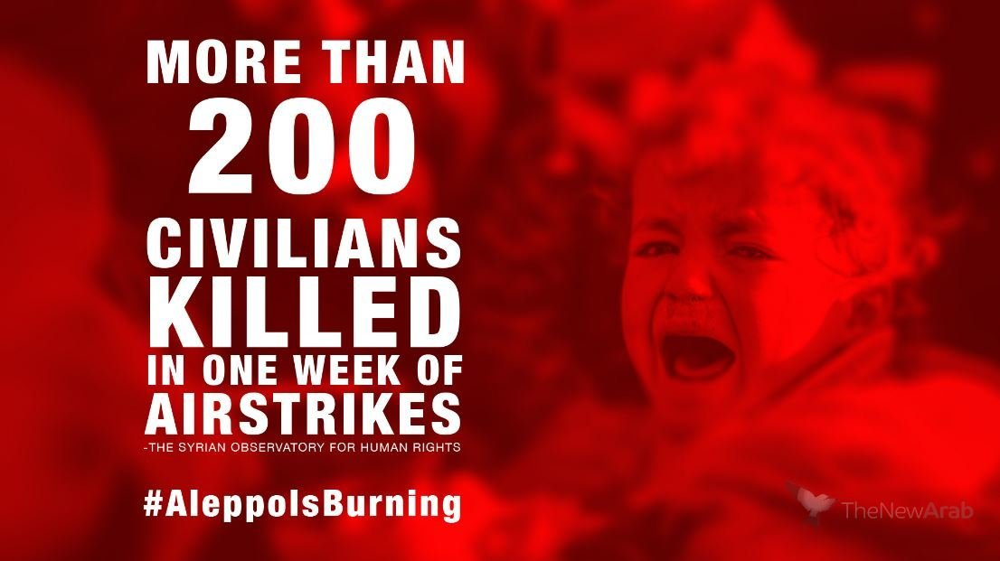 MORE THAN
200
CIVILIANS
KILLED
IN ONE WEEK OF
AIRSTRIKES
-THE SYRIAN OBSERVATORY FOR HUMAN RIGHTS
#AleppoIsBurning
TheNewArab